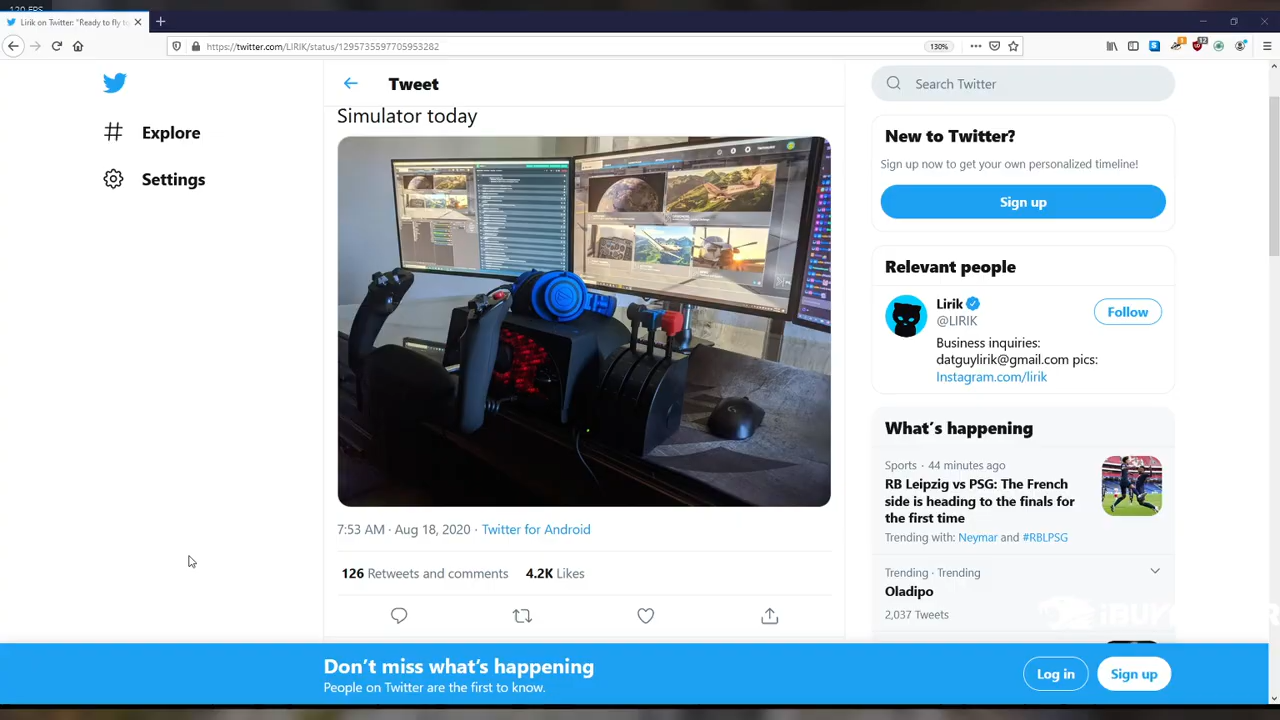 120 FPS
Lirik on Twitter: "Ready to fly to
https://twitter.com/LIRIK/status/1295735597705953282
130%
Tweet
Simulator today
Explore
Settings
7:53 AM · Aug 18, 2020 · Twitter for Android
126 Retweets and comments 4.2K Likes
Search Twitter
New to Twitter?
Sign up now to get your own personalized timeline!
Sign up
Relevant people
Lirik
@LIRIK
Follow
Business inquiries:
datguylirik@gmail.com pics:
Instagram.com/lirik
What's happening
Sports · 44 minutes ago
RB Leipzig vs PSG: The French
side is heading to the finals for
the first time
Trending with: Neymar and #RBLPSG
Trending · Trending
Oladipo
2,037 Tweets
Don't miss what's happening
People on Twitter are the first to know.
Log in
Sign up